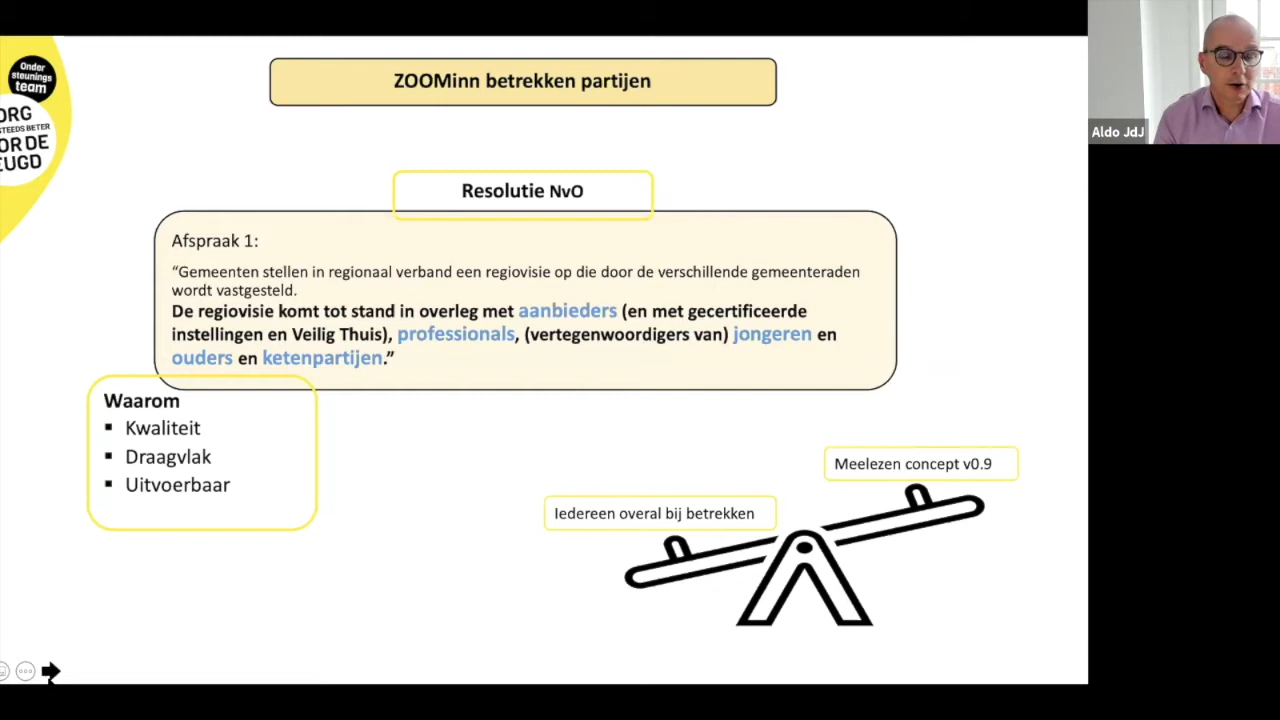 Onder
steunings
team
ORG
STEEDS BETER
OR DE
EUGD
ZOOMinn betrekken partijen
Resolutie NvO
Afspraak 1:
“Gemeenten stellen in regionaal verband een regiovisie op die door de verschillende gemeenteraden
wordt vastgesteld.
De regiovisie komt tot stand in overleg met aanbieders (en met gecertificeerde
instellingen en Veilig Thuis), professionals, (vertegenwoordigers van) jongeren en
ouders en ketenpartijen.”
Waarom
▪ Kwaliteit
▪ Draagvlak
▪ Uitvoerbaar
Meelezen concept v0.9
Iedereen overal bij betrekken
Aldo JdJ